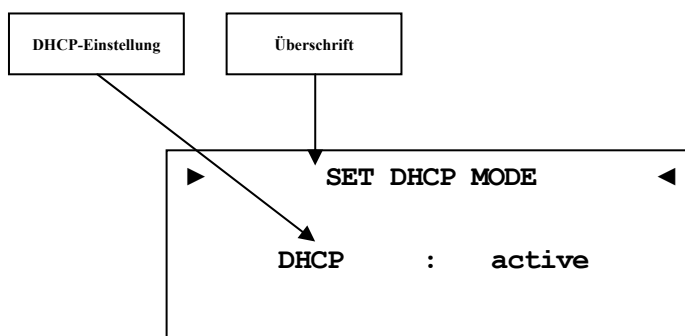 DHCP-Einstellung
Überschrift
► SET DHCP MODE ◄
DHCP : active